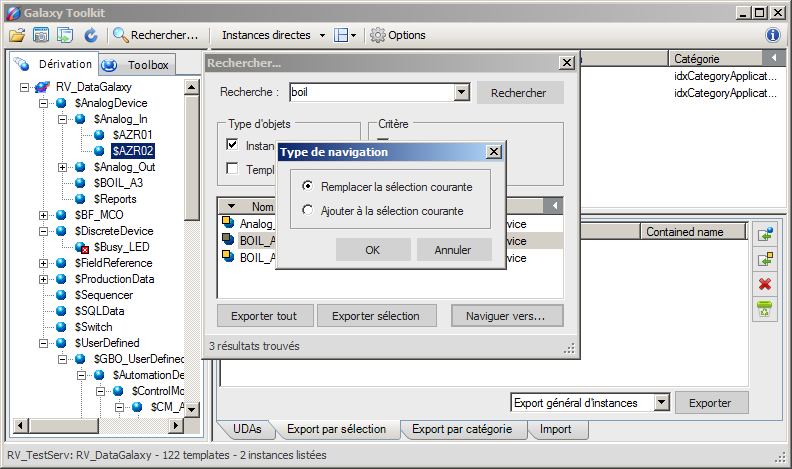 Galaxy Toolkit
Rechercher... Instances directes Options
Dérivation Toolbox
RV_DataGalaxy
$AnalogDevice
$Analog_In
$AZR01
$AZR02
$Analog_Out
$BOIL_A3
$Reports
$BF_MCO
$DiscreteDevice
$Busy_LED
$FieldReference
$ProductionData
$Sequencer
$SQLData
$Switch
$UserDefined
$GBO_UserDefined
$AutomationDe
$ControlMo
$CM_A
Catégorie
idxCategoryApplicat...
idxCategoryApplicat...
Rechercher...
Recherche : boil Rechercher
Type d'objets Critère
Instan
Templ
Nom
Analog_ vice
BOIL_A vice
BOIL_A vice
Exporter tout Exporter sélection Naviguer vers...
3 résultats trouvés
Type de navigation
Remplacer la sélection courante
Ajouter à la sélection courante
OK Annuler
Contained name
Export général d'instances Exporter
UDAs Export par sélection Export par catégorie Import
RV_TestServ: RV_DataGalaxy - 122 templates - 2 instances listées